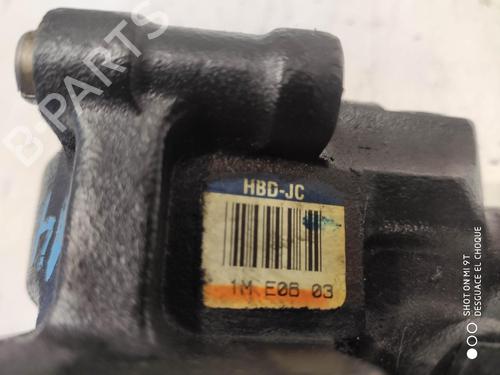 B-PARTS
HBD-JC
1M E06 03
SHOT ON MI 9T
DESGUACE EL CHOQUE